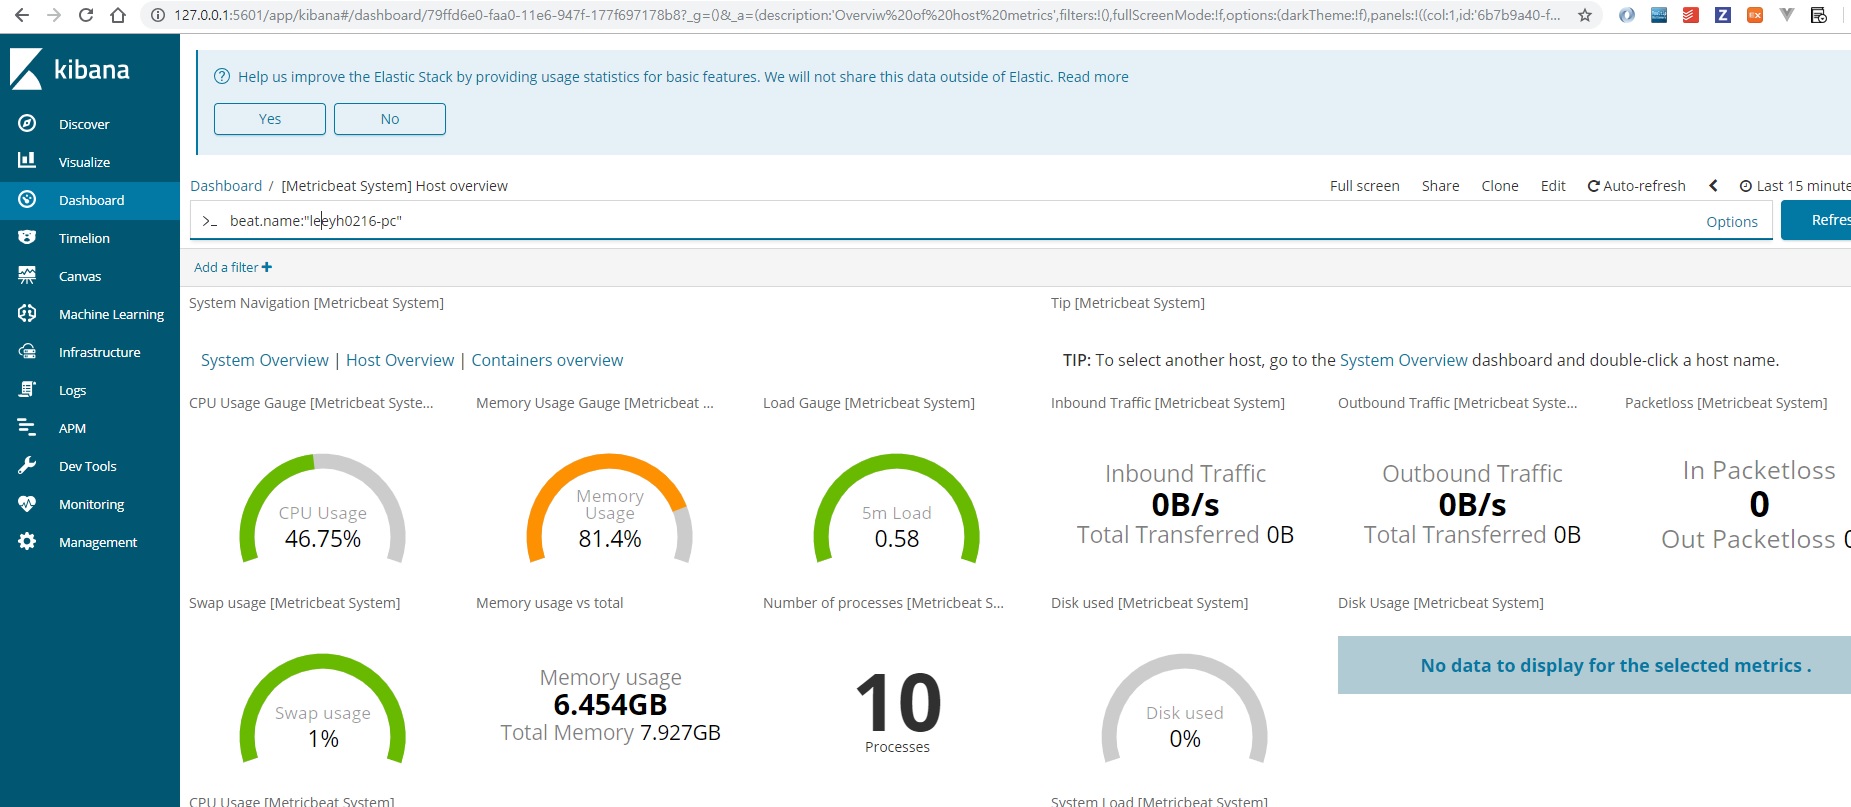 127.0.0.1:5601/app/kibana#/dashboard/79ffd6e0-faa0-11e6-947f-177f697178b8?_g=()&_a=(description:'Overviw%20of%20host%20metrics',filters:!(),fullScreenMode:!f,options:(darkTheme:!f),panels:!((col:1,id:'6b7b9a40-f...
kibana
Help us improve the Elastic Stack by providing usage statistics for basic features. We will not share this data outside of Elastic. Read more
Yes No
Discover
Visualize
Dashboard
Timelion
Canvas
Machine Learning
Infrastructure
Logs
APM
Dev Tools
Monitoring
Management
Dashboard / [Metricbeat System] Host overview
Full screen Share Clone Edit Auto-refresh Last 15 minute
>_ beat.name:"leeyh0216-pc" Options Refres
Add a filter +
System Navigation [Metricbeat System] Tip [Metricbeat System]
System Overview | Host Overview | Containers overview
TIP: To select another host, go to the System Overview dashboard and double-click a host name.
CPU Usage Gauge [Metricbeat Syste... Memory Usage Gauge [Metricbeat ... Load Gauge [Metricbeat System] Inbound Traffic [Metricbeat System] Outbound Traffic [Metricbeat Syste... Packetloss [Metricbeat System]
CPU Usage
46.75%
Memory
Usage
81.4%
5m Load
0.58
Inbound Traffic
0B/s
Total Transferred 0B
Outbound Traffic
0B/s
Total Transferred 0B
In Packetloss
0
Out Packetloss 0
Swap usage [Metricbeat System] Memory usage vs total Number of processes [Metricbeat S... Disk used [Metricbeat System] Disk Usage [Metricbeat System]
Swap usage
1%
Memory usage
6.454GB
Total Memory 7.927GB
10
Processes
Disk used
0%
No data to display for the selected metrics .
CPU Usage [Metricbeat System] System Load [Metricbeat System]